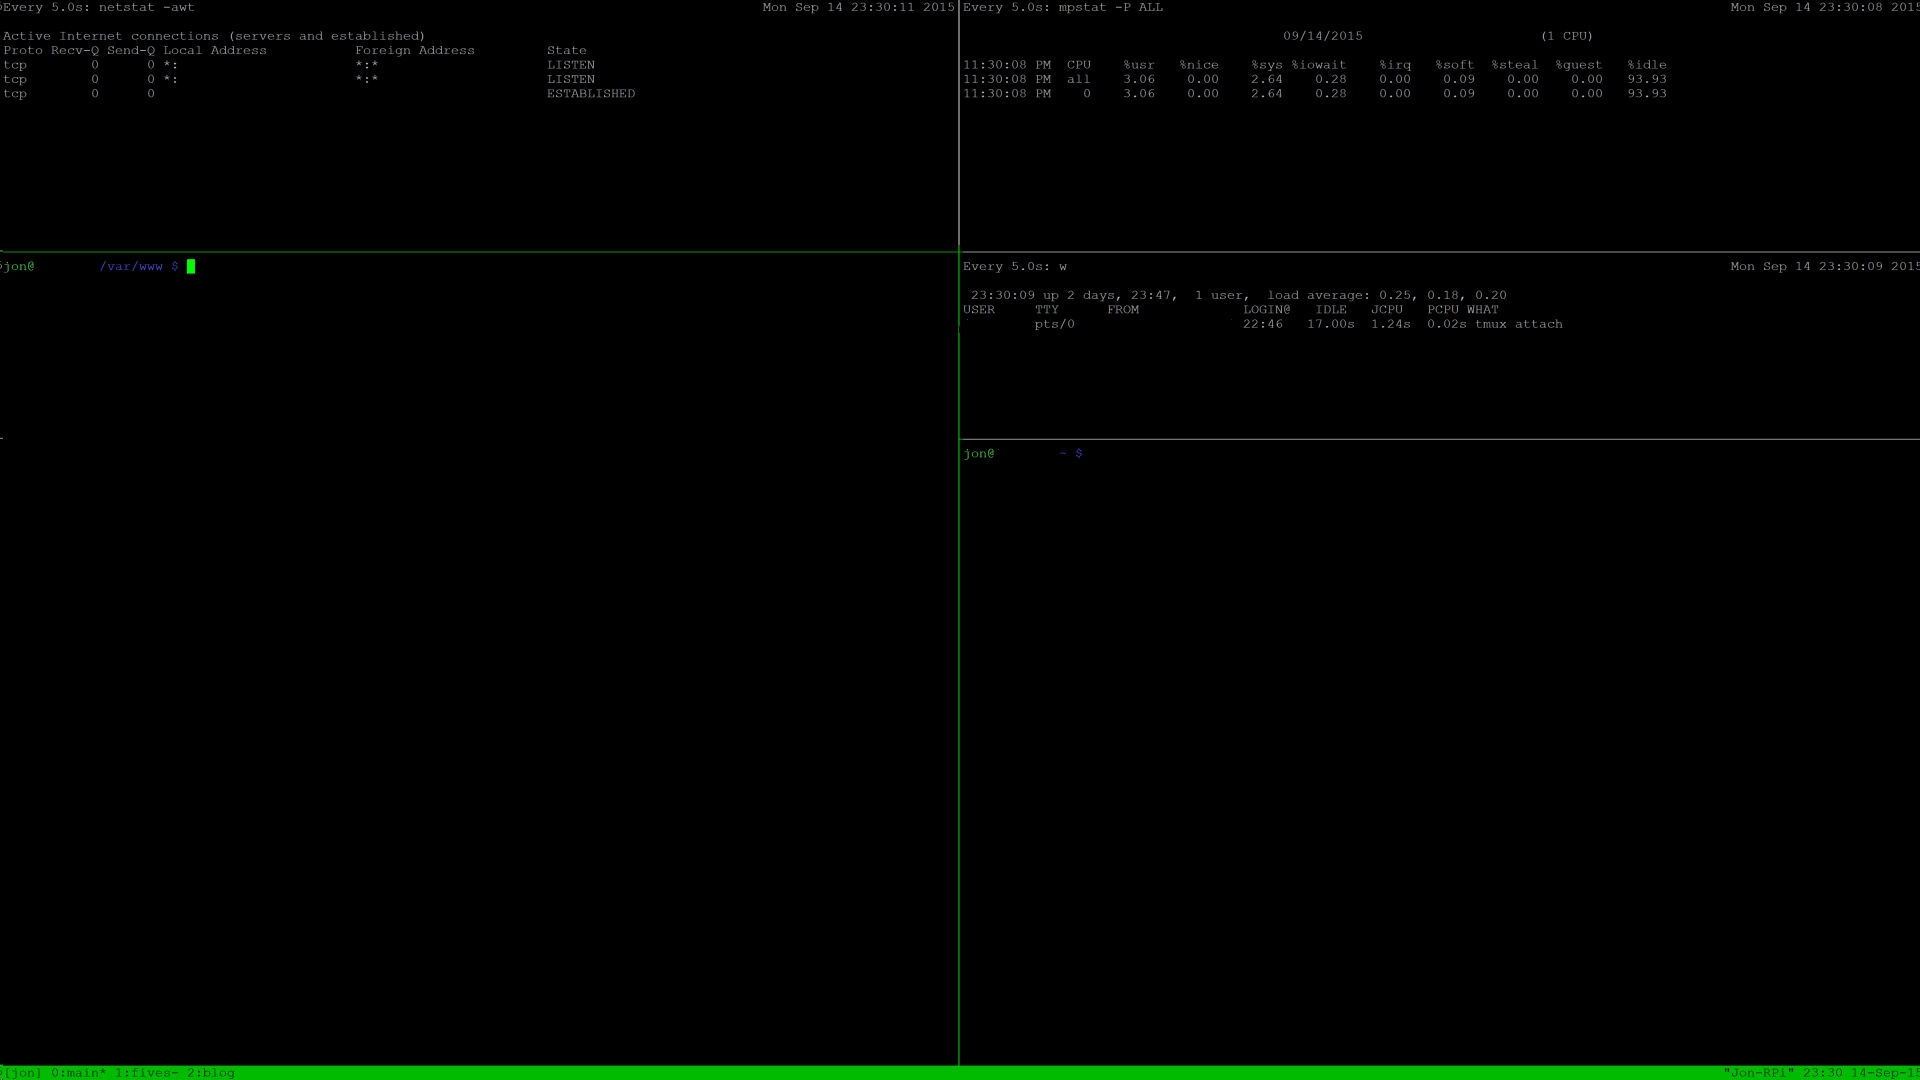 Every 5.0s: netstat -awt Mon Sep 14 23:30:11 2015
Active Internet connections (servers and established)
Proto Recv-Q Send-Q Local Address Foreign Address State
tcp 0 0 *: *:* LISTEN
tcp 0 0 *: *:* LISTEN
tcp 0 0 ESTABLISHED
jon@ /var/www $
Every 5.0s: mpstat -P ALL Mon Sep 14 23:30:08 2015
09/14/2015 (1 CPU)
11:30:08 PM CPU %usr %nice %sys %iowait %irq %soft %steal %guest %idle
11:30:08 PM all 3.06 0.00 2.64 0.28 0.00 0.09 0.00 0.00 93.93
11:30:08 PM 0 3.06 0.00 2.64 0.28 0.00 0.09 0.00 0.00 93.93
Every 5.0s: w Mon Sep 14 23:30:09 2015
23:30:09 up 2 days, 23:47, 1 user, load average: 0.25, 0.18, 0.20
USER TTY FROM LOGIN@ IDLE JCPU PCPU WHAT
pts/0 22:46 17.00s 1.24s 0.02s tmux attach
jon@ ~ $
[jon] 0:main* 1:fives- 2:blog "Jon-RPi" 23:30 14-Sep-15